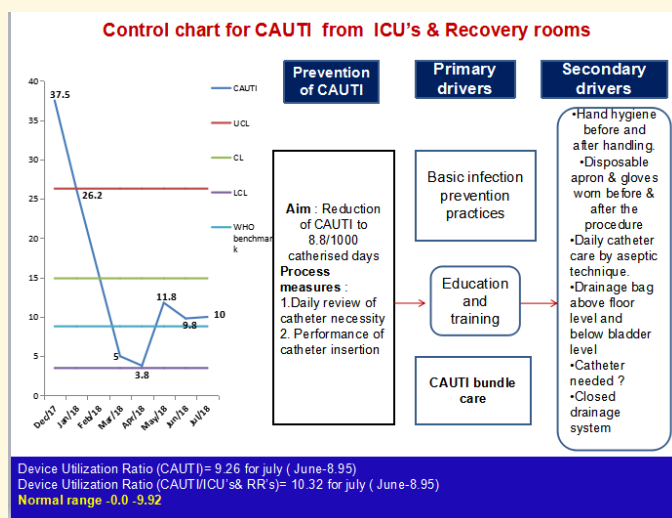 Control chart for CAUTI from ICU's & Recovery rooms
40
35
30
25
20
15
10
5
0
37.5
26.2
5
3.8
11.8
9.8
10
Dec/17
Jan/18
Feb/18
Mar/18
Apr/18
May/18
Jun/18
Jul/18
CAUTI
UCL
CL
LCL
WHO
benchmar
k
Prevention
of CAUTI
Aim : Reduction
of CAUTI to
8.8/1000
catherised days
Process
measures :
1.Daily review of
catheter necessity
2. Performance of
catheter insertion
Primary
drivers
Basic infection
prevention
practices
Education
and
training
CAUTI bundle
care
Secondary
drivers
•Hand hygiene
before and
after handling.
•Disposable
apron & gloves
worn before &
after the
procedure
•Daily catheter
care by aseptic
technique.
•Drainage bag
above floor
level and
below bladder
level
•Catheter
needed ?
•Closed
drainage
system
Device Utilization Ratio (CAUTI)= 9.26 for july ( June-8.95)
Device Utilization Ratio (CAUTI/ICU's& RR's)= 10.32 for july ( June-8.95)
Normal range -0.0 -9.92